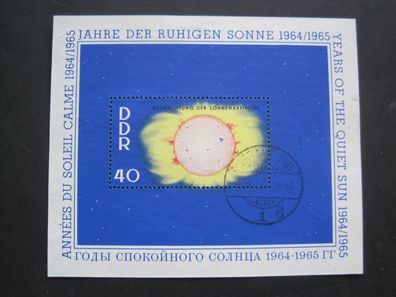 JAHRE DER RUHIGEN SONNE 1964/1965
YEARS OF THE QUIET SUN 1964/1965
ANNÉES DU SOLEIL CALME 1964/1965
ГОДЫ СПОКОЙНОГО СОЛНЦА 1964-1965 ГГ
BEOBACHTUNG DER SONNENAKTIVITÄT
DDR
40